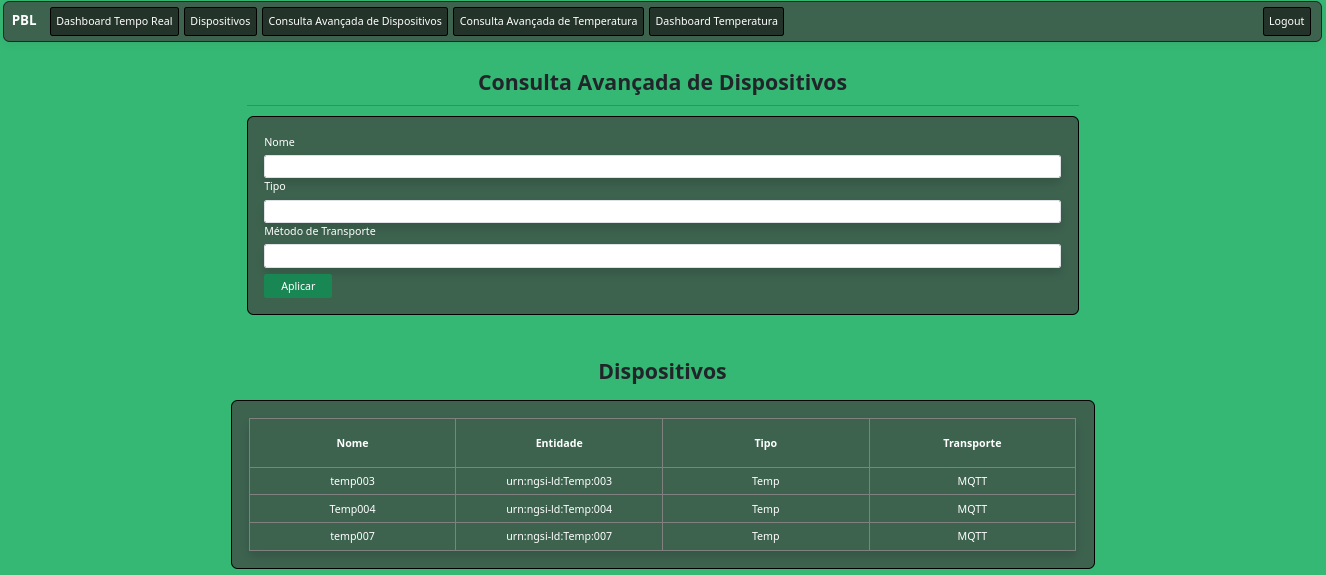 PBL Dashboard Tempo Real Dispositivos Consulta Avançada de Dispositivos Consulta Avançada de Temperatura Dashboard Temperatura Logout
Consulta Avançada de Dispositivos
Nome
Tipo
Método de Transporte
Aplicar
Dispositivos
Nome Entidade Tipo Transporte
temp003 urn:ngsi-ld:Temp:003 Temp MQTT
Temp004 urn:ngsi-ld:Temp:004 Temp MQTT
temp007 urn:ngsi-ld:Temp:007 Temp MQTT